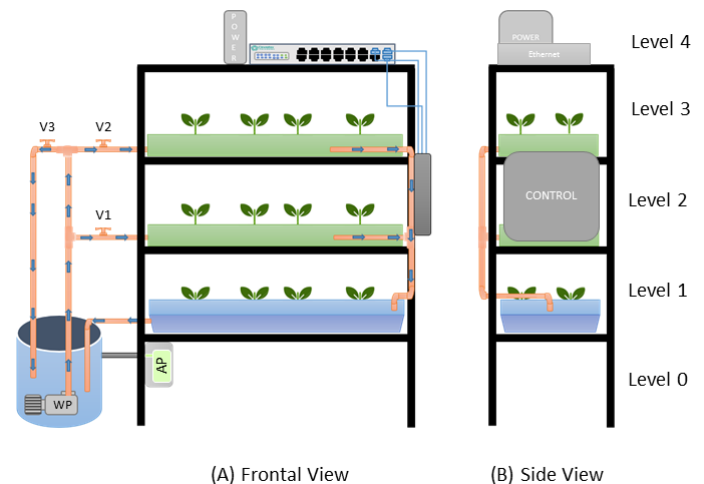 POWER
POWER
Ethernet
Level 4
V3
V2
Level 3
V1
CONTROL
Level 2
Level 1
AP
WP
Level 0
(A) Frontal View
(B) Side View